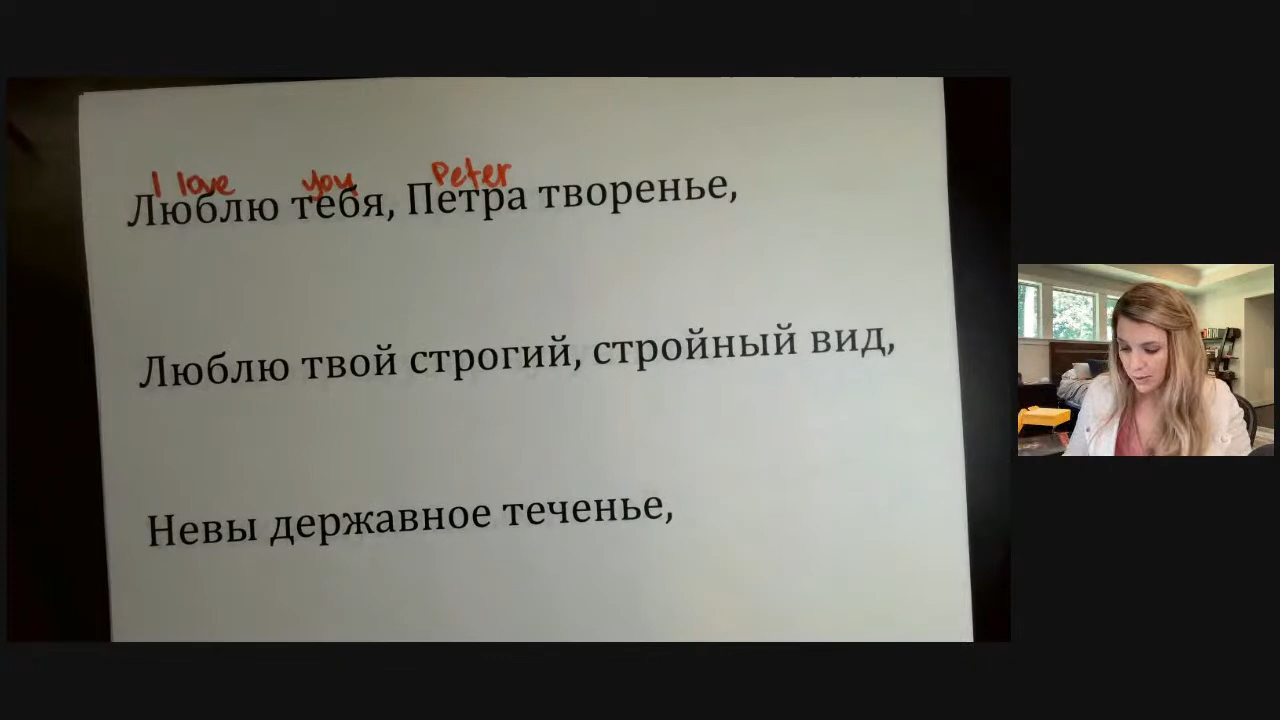 I love you Peter
Люблю тебя, Петра творенье,
Люблю твой строгий, стройный вид,
Невы державное теченье,